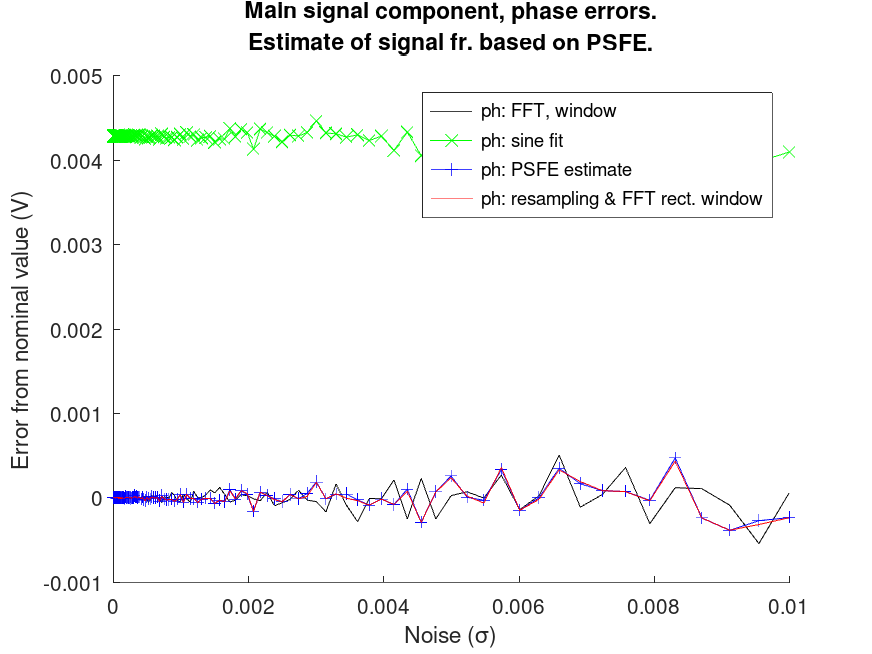 Main signal component, phase errors.
Estimate of signal fr. based on PSFE.
0.005
0.004
0.003
0.002
0.001
0
-0.001
Error from nominal value (V)
ph: FFT, window
ph: sine fit
ph: PSFE estimate
ph: resampling & FFT rect. window
0
0.002
0.004
0.006
0.008
0.01
Noise (σ)